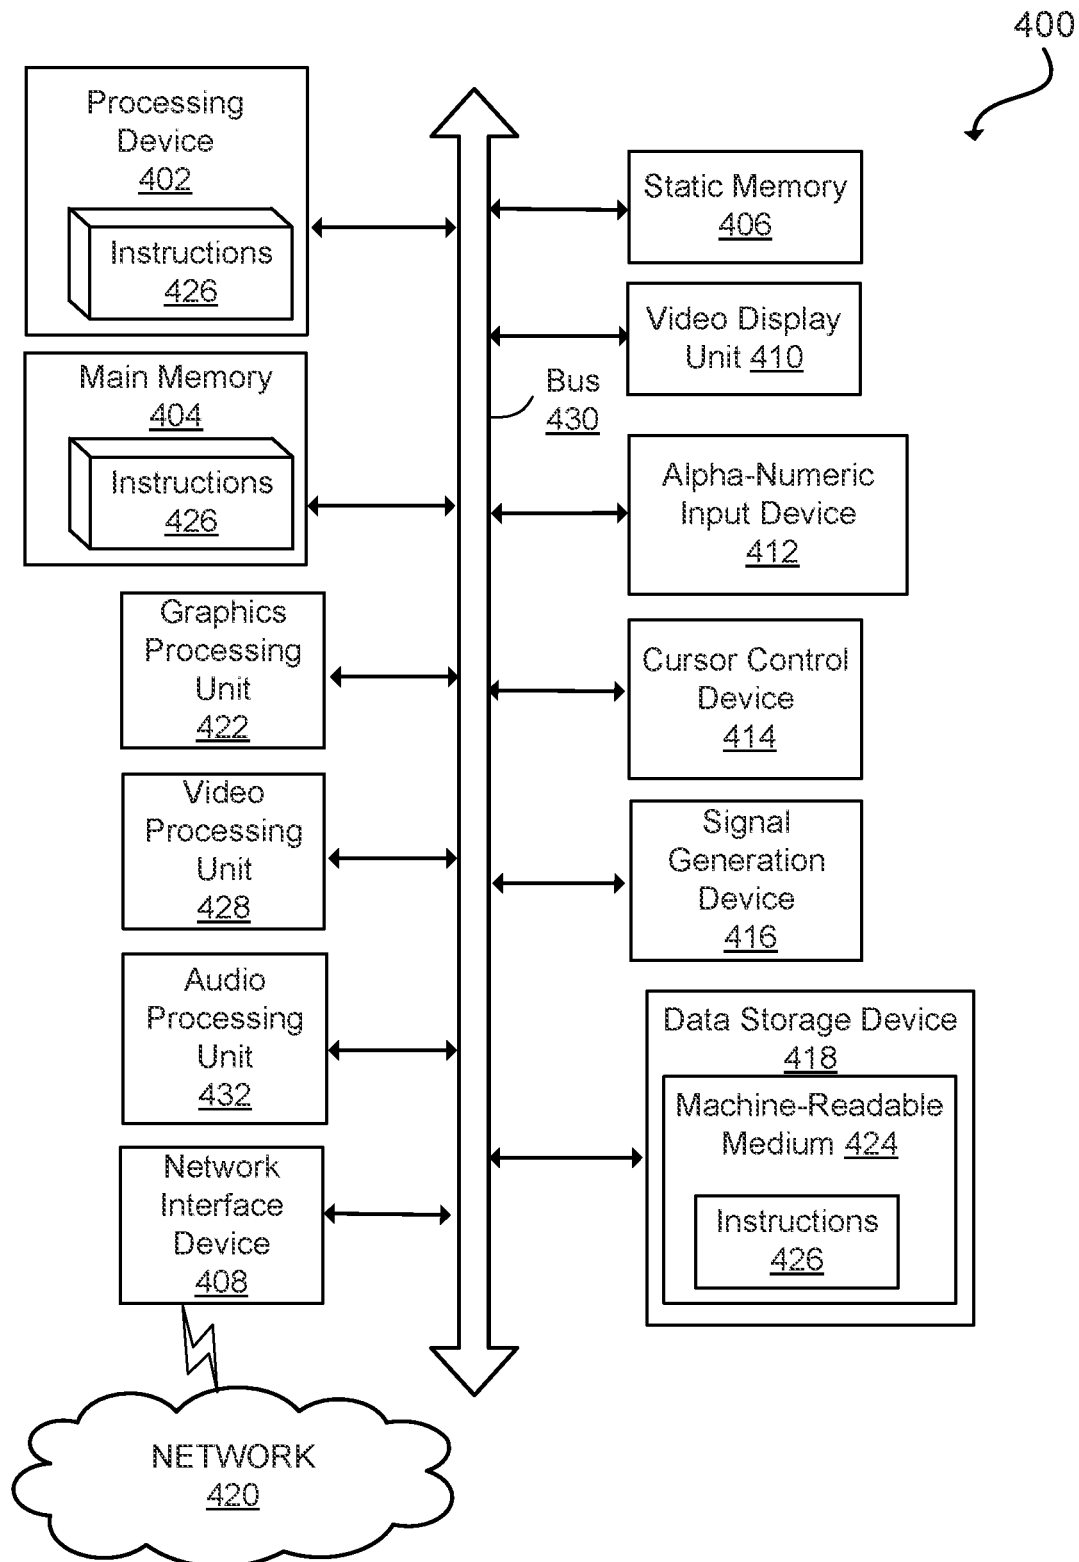 400
Processing
Device
402
Instructions
426
Main Memory
404
Instructions
426
Graphics
Processing
Unit
422
Video
Processing
Unit
428
Audio
Processing
Unit
432
Network
Interface
Device
408
NETWORK
420
Bus
430
Static Memory
406
Video Display
Unit 410
Alpha-Numeric
Input Device
412
Cursor Control
Device
414
Signal
Generation
Device
416
Data Storage Device
418
Machine-Readable
Medium 424
Instructions
426